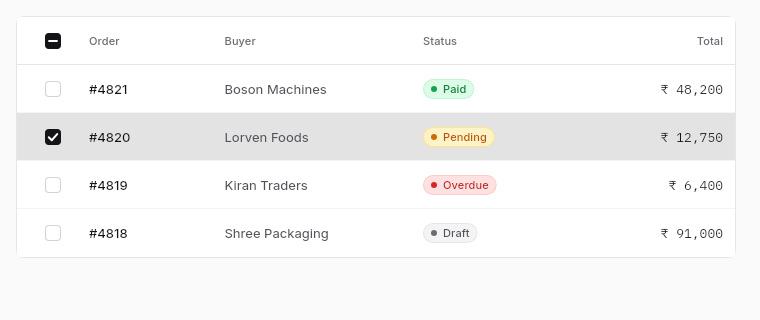 Order Buyer Status Total
#4821 Boson Machines Paid ₹ 48,200
#4820 Lorven Foods Pending ₹ 12,750
#4819 Kiran Traders Overdue ₹ 6,400
#4818 Shree Packaging Draft ₹ 91,000